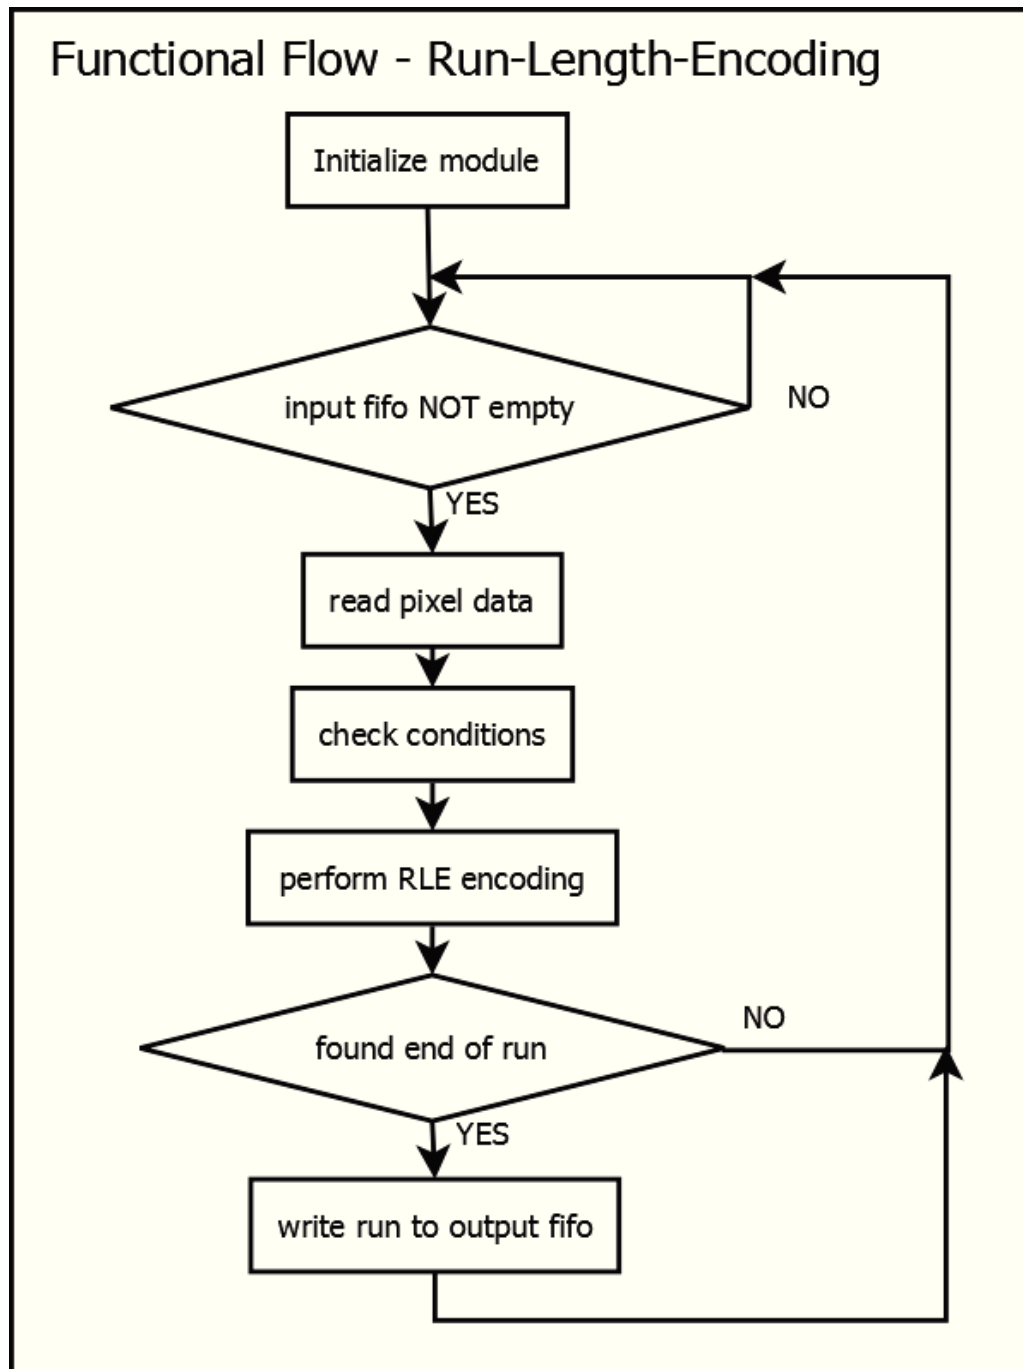 Functional Flow - Run-Length-Encoding
Initialize module
input fifo NOT empty
NO
YES
read pixel data
check conditions
perform RLE encoding
NO
found end of run
YES
write run to output fifo